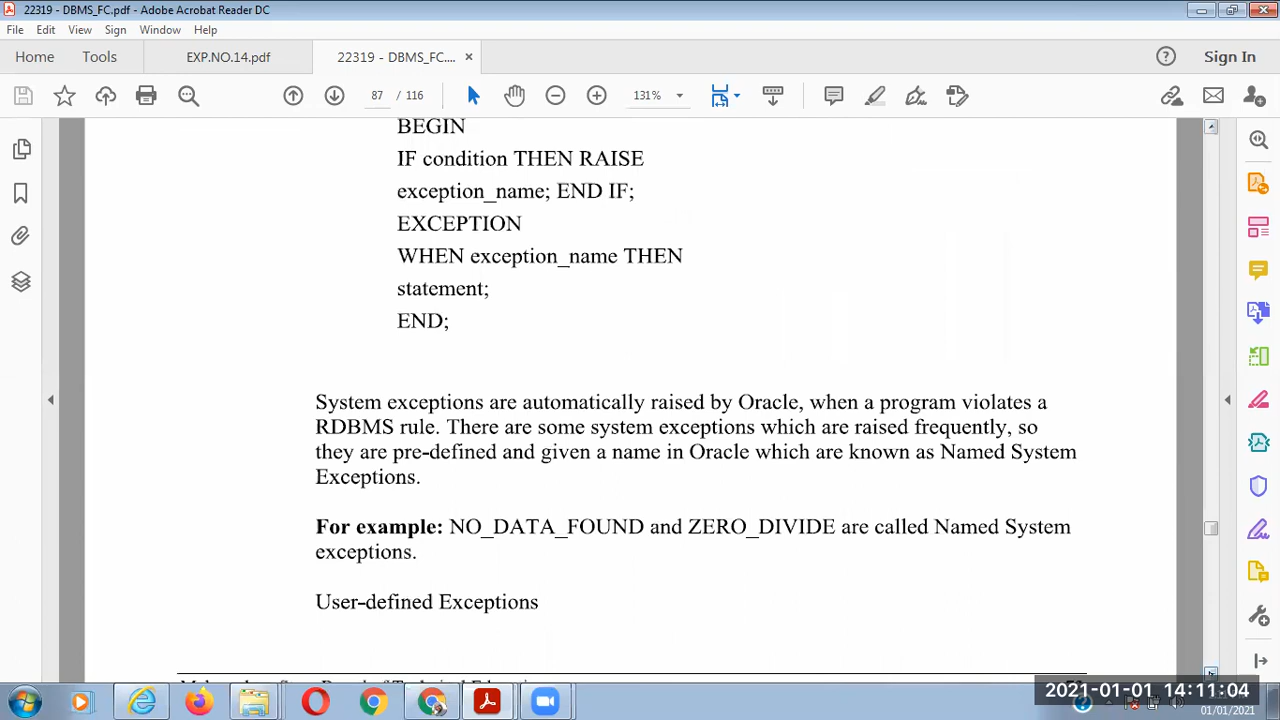 22319 - DBMS_FC.pdf - Adobe Acrobat Reader DC
File Edit View Sign Window Help
Home Tools EXP.NO.14.pdf 22319 - DBMS_FC.... × Sign In
87 / 116 131%
BEGIN
IF condition THEN RAISE
exception_name; END IF;
EXCEPTION
WHEN exception_name THEN
statement;
END;
System exceptions are automatically raised by Oracle, when a program violates a
RDBMS rule. There are some system exceptions which are raised frequently, so
they are pre-defined and given a name in Oracle which are known as Named System
Exceptions.
For example: NO_DATA_FOUND and ZERO_DIVIDE are called Named System
exceptions.
User-defined Exceptions
2021-01-01 14:11:04
01/01/2021